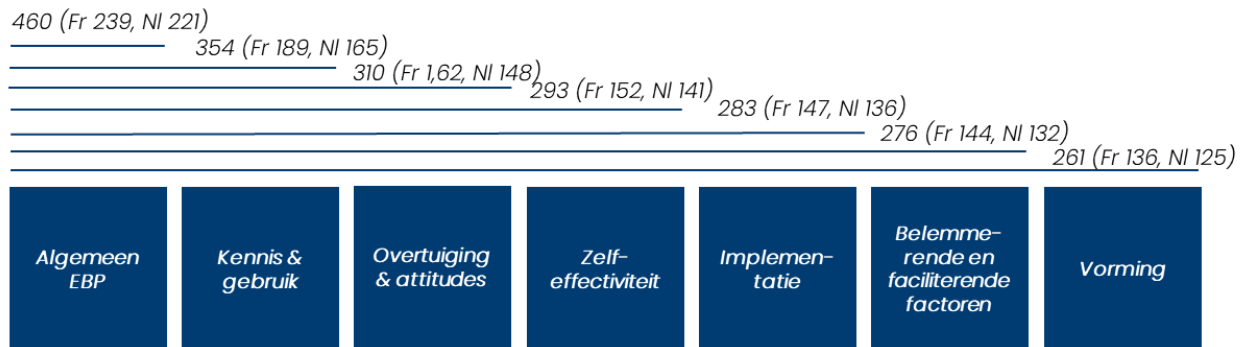 460 (Fr 239, Nl 221)
354 (Fr 189, Nl 165)
310 (Fr 1,62, Nl 148)
293 (Fr 152, Nl 141)
283 (Fr 147, Nl 136)
276 (Fr 144, Nl 132)
261 (Fr 136, Nl 125)
Algemeen
EBP
Kennis &
gebruik
Overtuiging
& attitudes
Zelf-
effectiviteit
Implemen-
tatie
Belemme-
rende en
faciliterende
factoren
Vorming